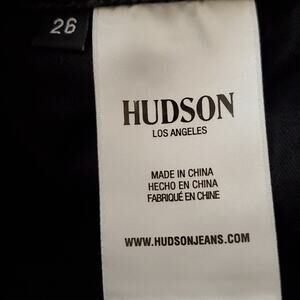 26
HUDSON
LOS ANGELES
MADE IN CHINA
HECHO EN CHINA
FABRIQUÉ EN CHINE
WWW.HUDSONJEANS.COM